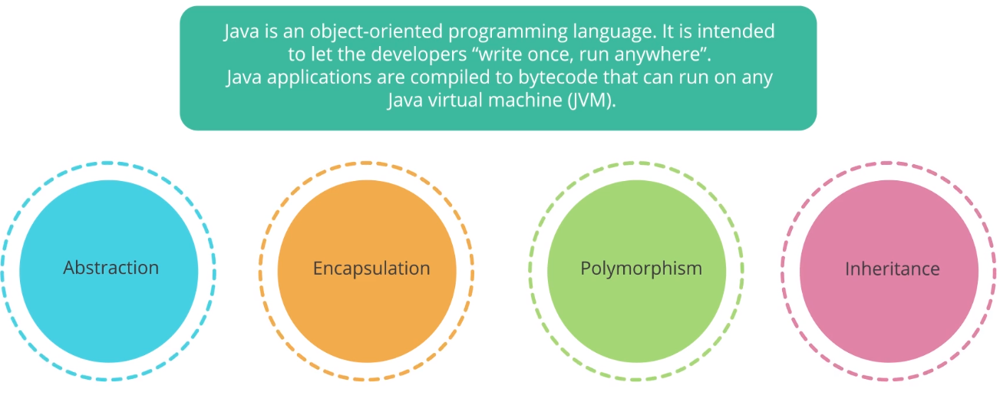 Java is an object-oriented programming language. It is intended
to let the developers “write once, run anywhere”.
Java applications are compiled to bytecode that can run on any
Java virtual machine (JVM).
Abstraction
Encapsulation
Polymorphism
Inheritance